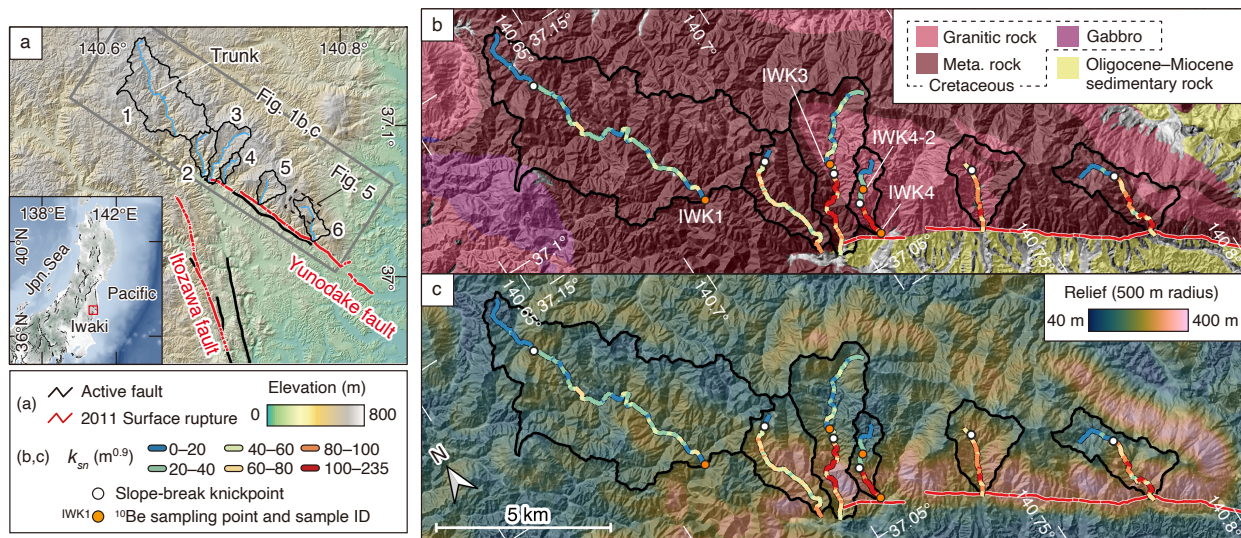 a
140.6°
140.8°
Trunk
1
3
Fig. 1b,c
37.1°
4
5
2
Fig. 5
6
138°E
142°E
40°N
Jpn. Sea
Pacific
Iwaki
36°N
Itozawa fault
Yunodake fault
37°
(a)
Active fault
2011 Surface rupture
Elevation (m)
0
800
(b,c)
ksn (m0.9)
0–20
40–60
80–100
20–40
60–80
100–235
Slope-break knickpoint
IWK1
10Be sampling point and sample ID
b
140.65°
37.15°
140.7°
IWK3
IWK4-2
IWK1
IWK4
37.1°
37.05°
140.75°
140.8°
Granitic rock
Gabbro
Meta. rock
Oligocene–Miocene
sedimentary rock
Cretaceous
c
140.65°
37.15°
140.7°
Relief (500 m radius)
40 m
400 m
N
5 km
37.05°
140.75°
140.8°